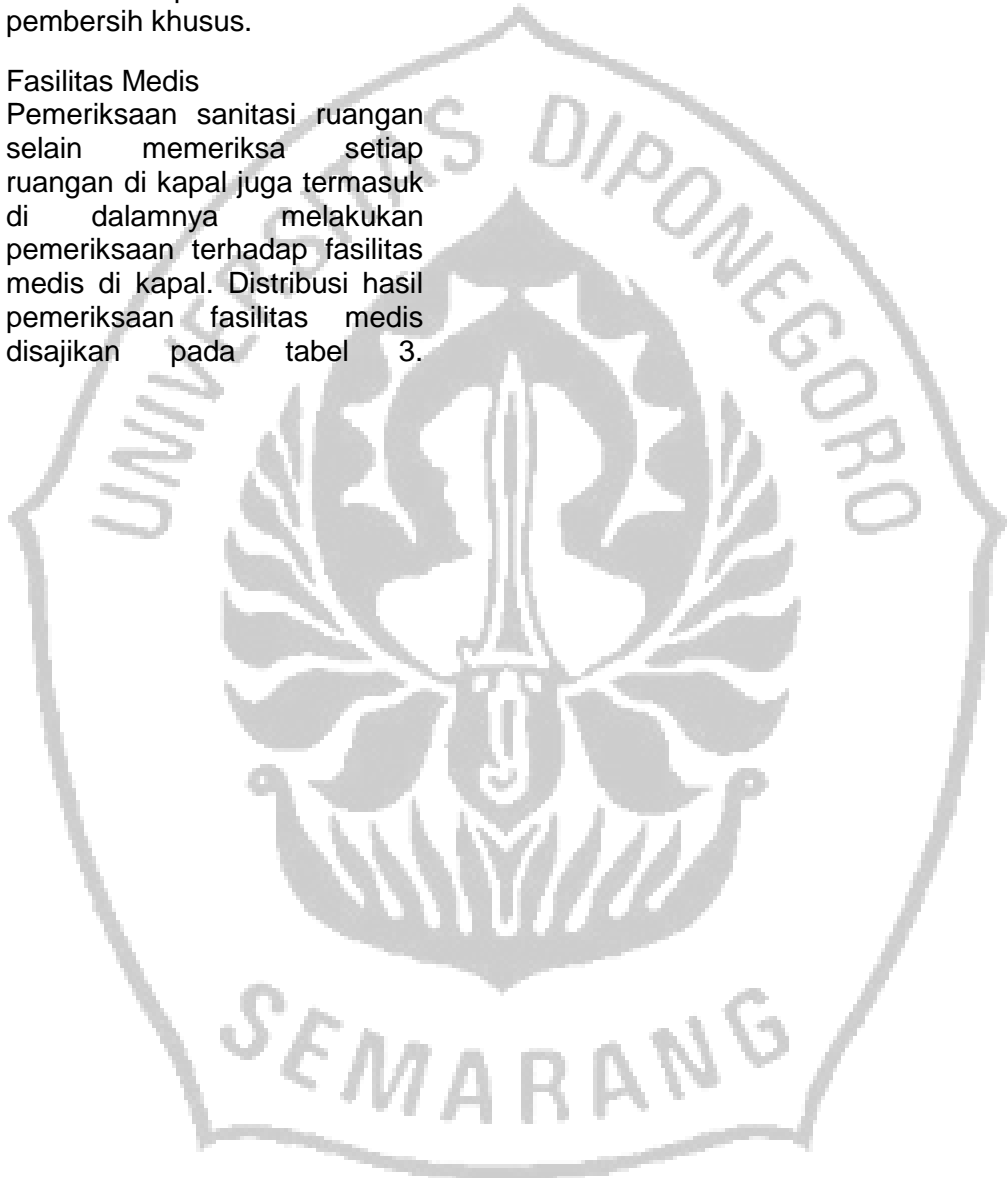 pembersih khusus.
Fasilitas Medis
Pemeriksaan sanitasi ruangan
selain memeriksa setiap
ruangan di kapal juga termasuk
di dalamnya melakukan
pemeriksaan terhadap fasilitas
medis di kapal. Distribusi hasil
pemeriksaan fasilitas medis
disajikan pada tabel 3.
UNIVERSITAS DIPONEGORO
SEMARANG